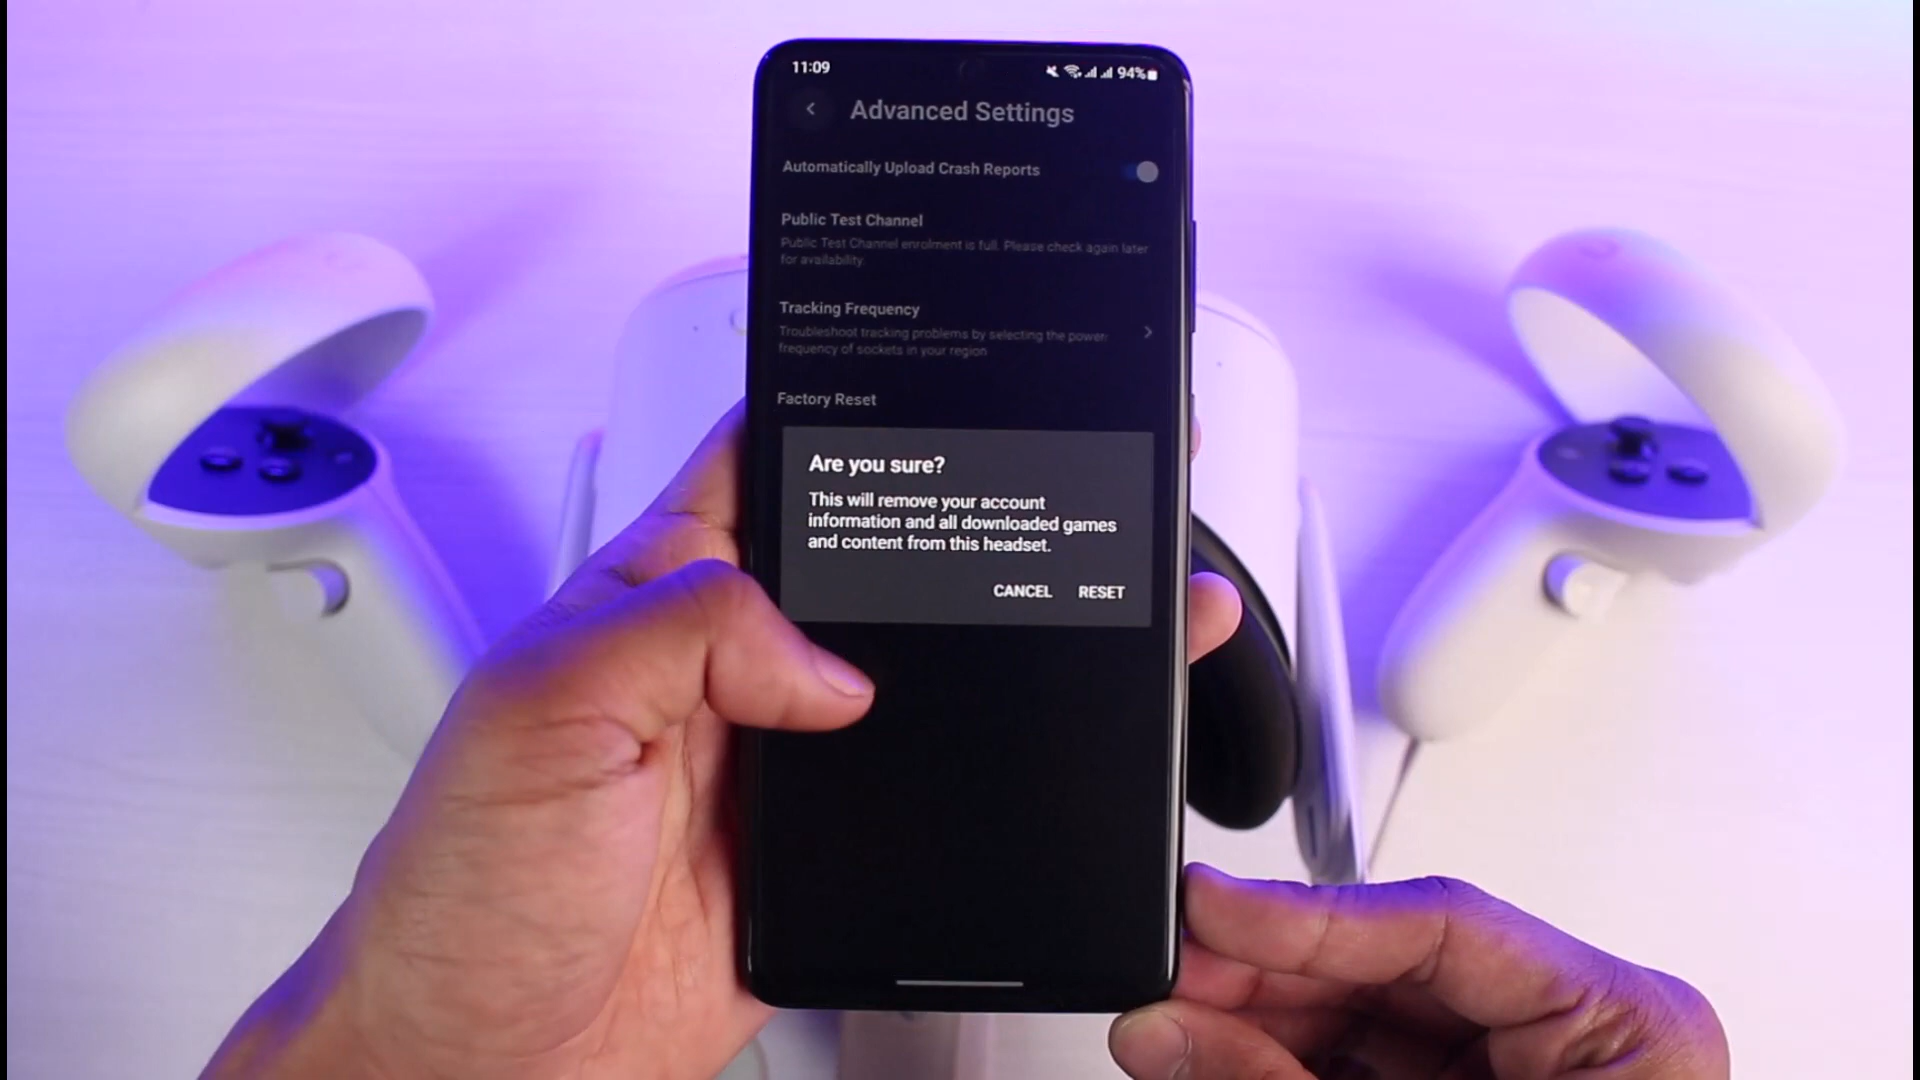 11:09
94%
Advanced Settings
Automatically Upload Crash Reports
Public Test Channel
Public Test Channel enrolment is full. Please check again later
for availability
Tracking Frequency
Troubleshoot tracking problems by selecting the power
frequency of sockets in your region
Factory Reset
Are you sure?
This will remove your account
information and all downloaded games
and content from this headset.
CANCEL RESET